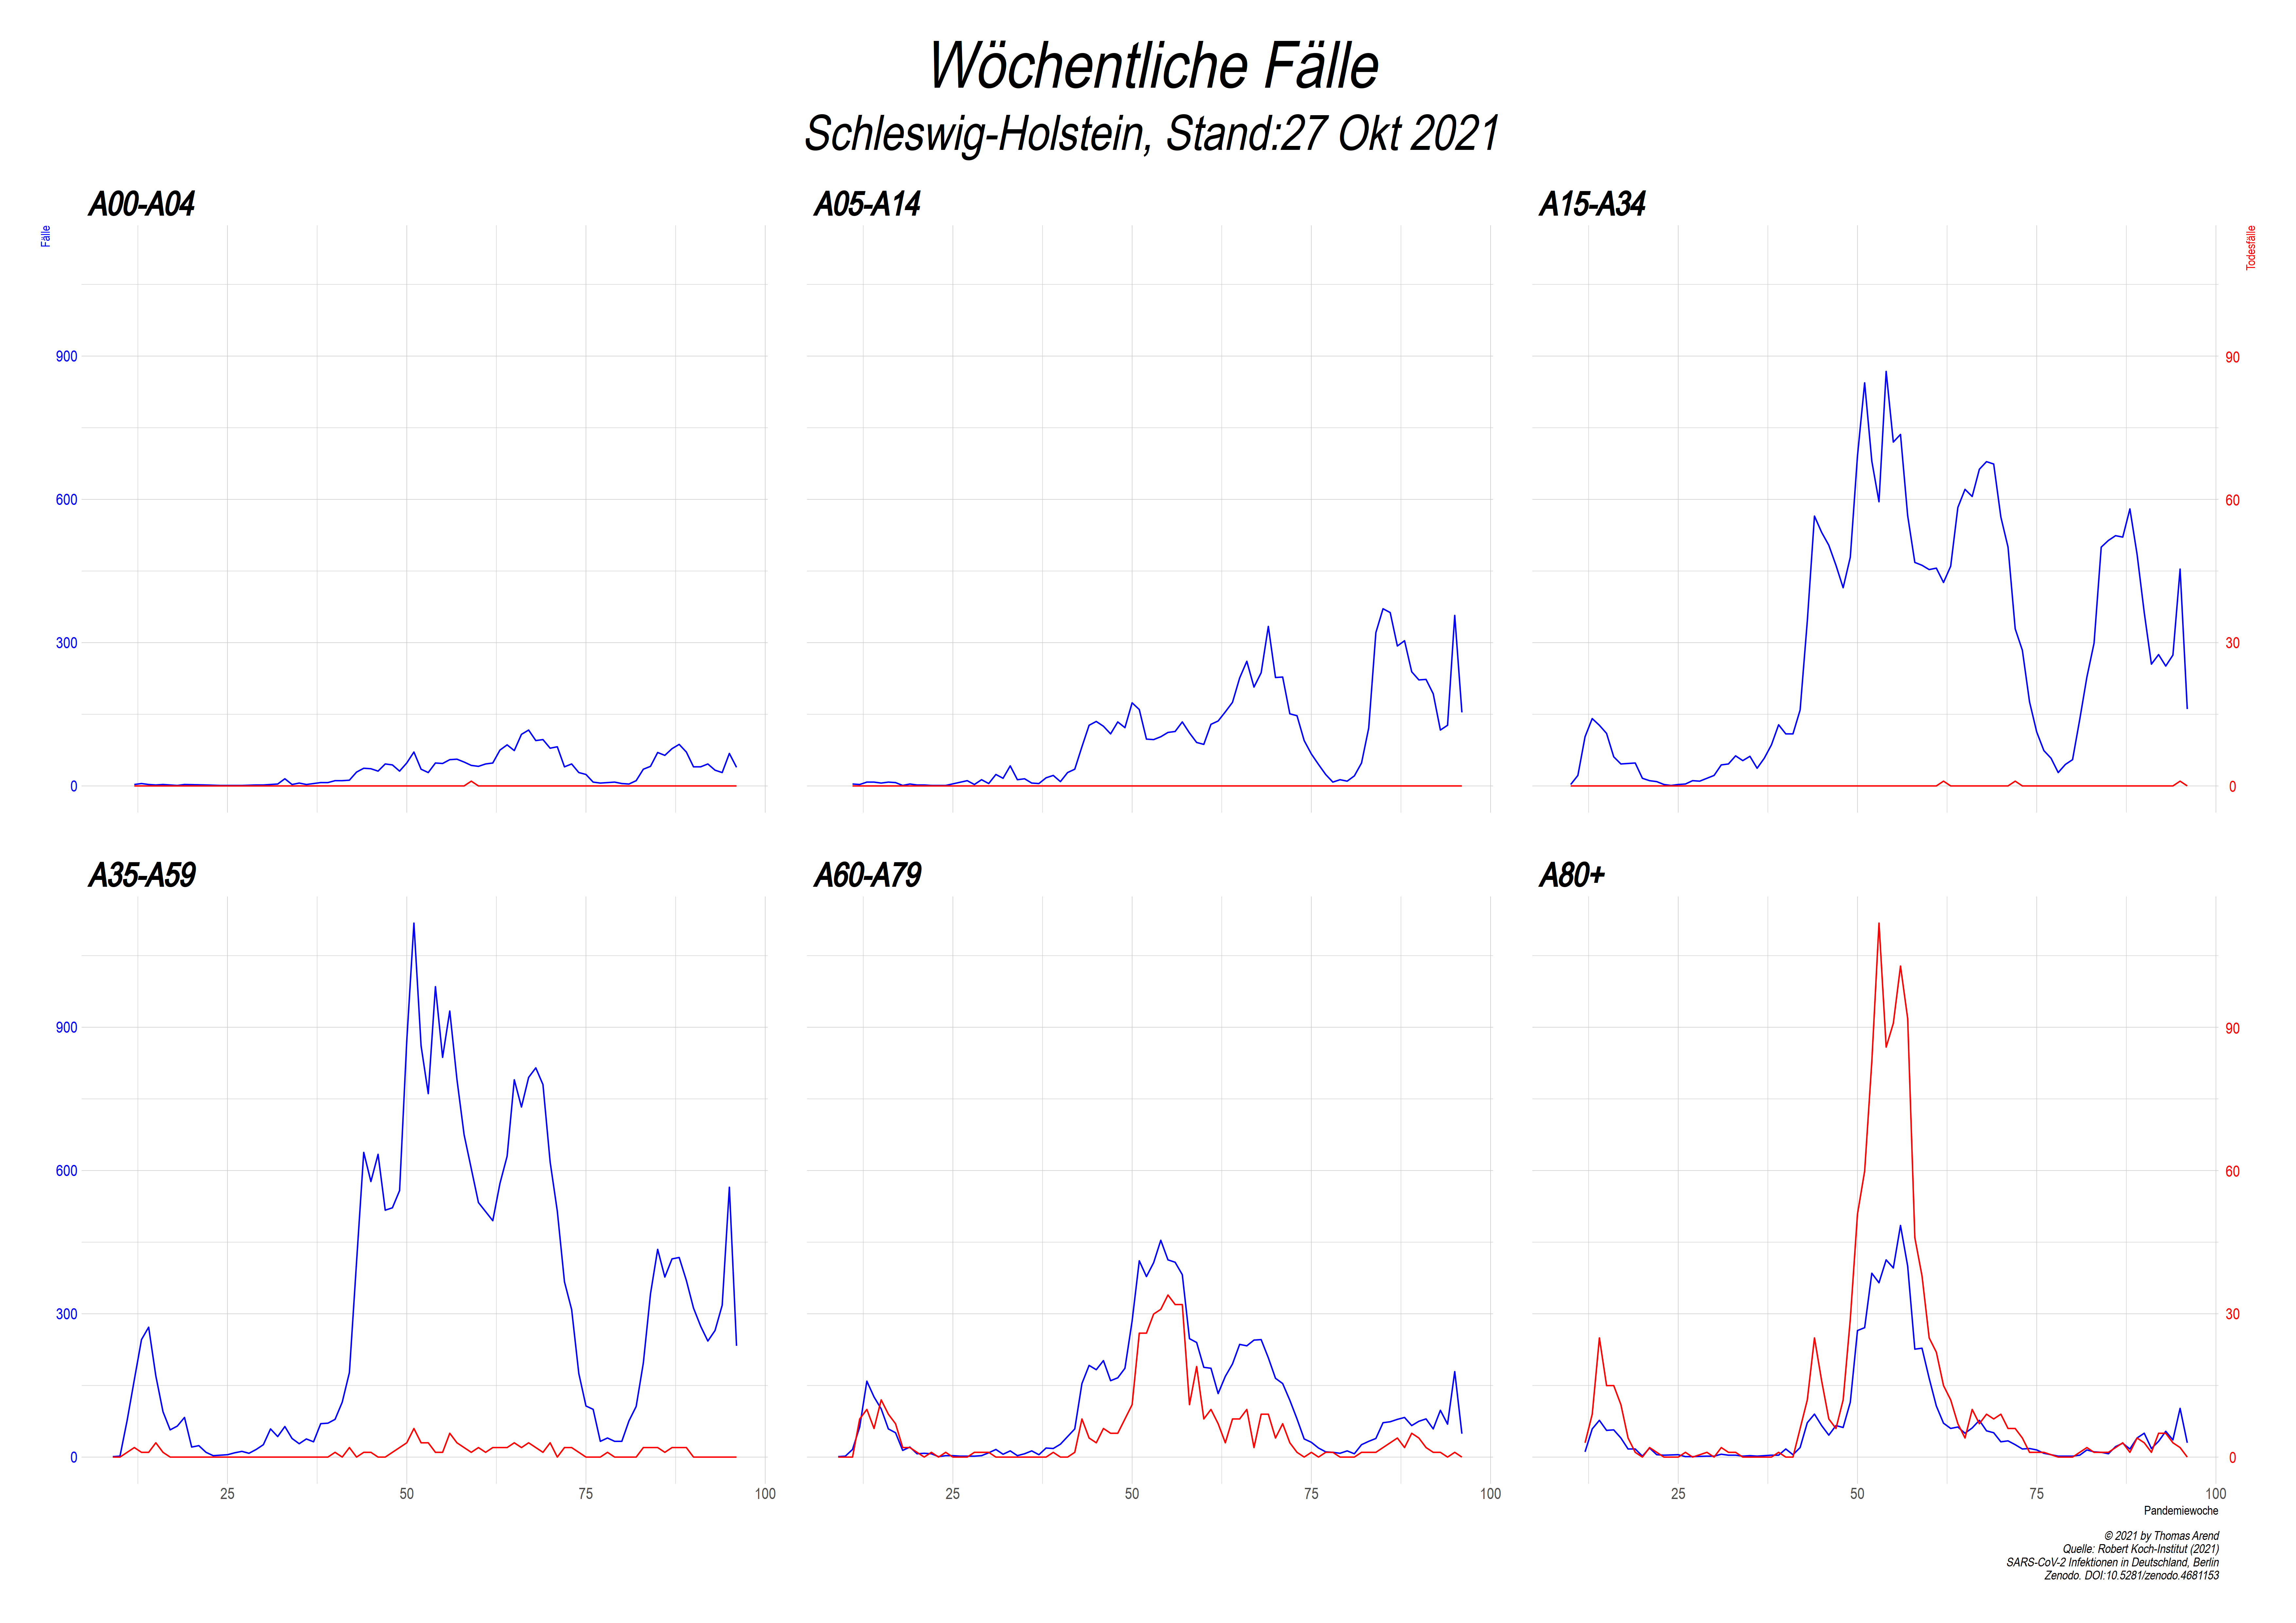 Wöchentliche Fälle
Schleswig-Holstein, Stand:27 Okt 2021
A00-A04
A05-A14
A15-A34
Fälle
Todesfälle
900
600
300
0
90
60
30
0
A35-A59
A60-A79
A80+
900
600
300
0
90
60
30
0
25 50 75 100
25 50 75 100
25 50 75 100
Pandemiewoche
© 2021 by Thomas Arend
Quelle: Robert Koch-Institut (2021)
SARS-CoV-2 Infektionen in Deutschland, Berlin
Zenodo. DOI:10.5281/zenodo.4681153